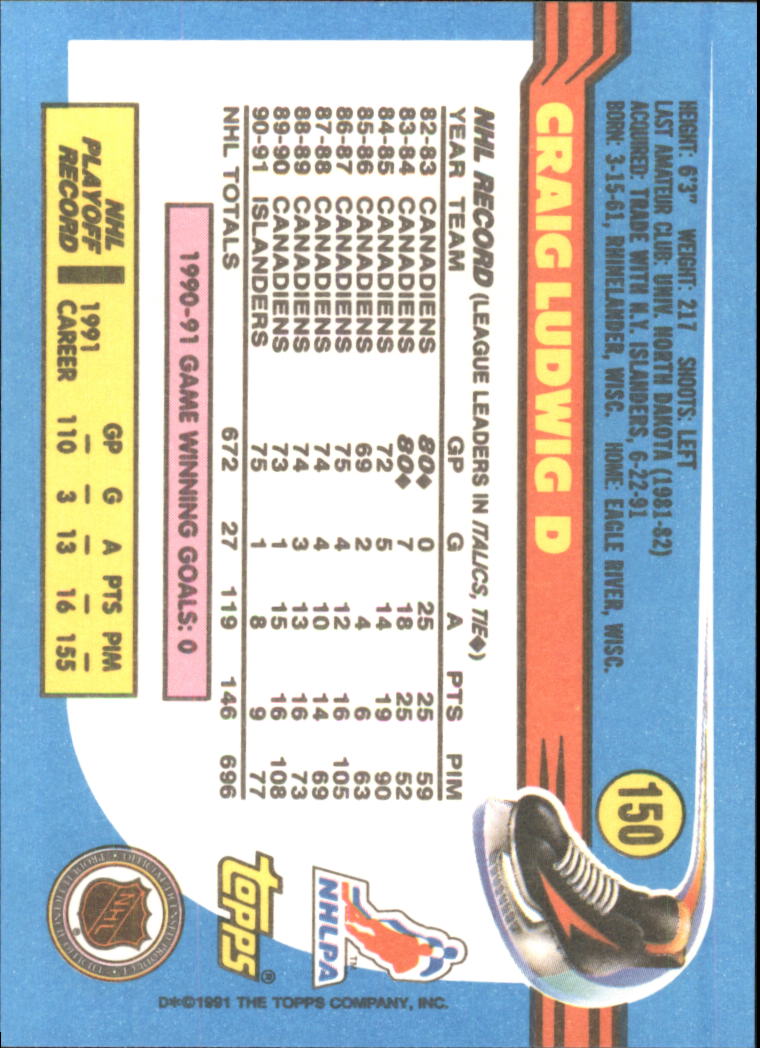 HEIGHT: 6'3" WEIGHT: 217 SHOOTS: LEFT
LAST AMATEUR CLUB: UNIV. NORTH DAKOTA (1981-82)
ACQUIRED: TRADE WITH N.Y. ISLANDERS, 6-22-91
BORN: 3-15-61, RHINELANDER, WISC. HOME: EAGLE RIVER, WISC.
150
CRAIG LUDWIG D
NHL RECORD (LEAGUE LEADERS IN ITALICS, TIE◆)
YEAR TEAM GP G A PTS PIM
82-83 CANADIENS 80◆ 0 25 25 59
83-84 CANADIENS 80◆ 7 18 25 52
84-85 CANADIENS 72 5 14 19 90
85-86 CANADIENS 69 2 4 6 63
86-87 CANADIENS 75 4 12 16 105
87-88 CANADIENS 74 4 10 14 69
88-89 CANADIENS 74 3 13 16 73
89-90 CANADIENS 73 1 15 16 108
90-91 ISLANDERS 75 1 8 9 77
NHL TOTALS 672 27 119 146 696
1990-91 GAME WINNING GOALS: 0
NHL PLAYOFF RECORD
GP G A PTS PIM
1991 — — — — —
CAREER 110 3 13 16 155
NHLPA™
TOPPS®
NHL
D*©1991 THE TOPPS COMPANY, INC.